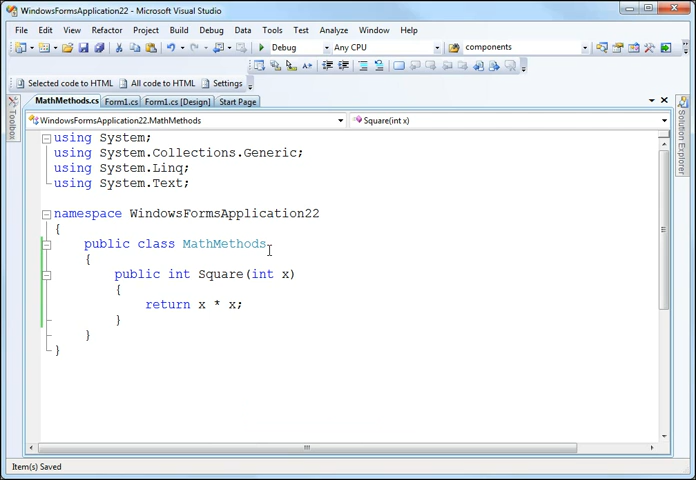 WindowsFormsApplication22 - Microsoft Visual Studio
File Edit View Refactor Project Build Debug Data Tools Test Analyze Window Help
Debug Any CPU components
Selected code to HTML All code to HTML Settings
MathMethods.cs Form1.cs Form1.cs [Design] Start Page
WindowsFormsApplication22.MathMethods Square(int x)
Toolbox
Solution Explorer
using System;
using System.Collections.Generic;
using System.Linq;
using System.Text;
namespace WindowsFormsApplication22
{
public class MathMethods
{
public int Square(int x)
{
return x * x;
}
}
}
Item(s) Saved